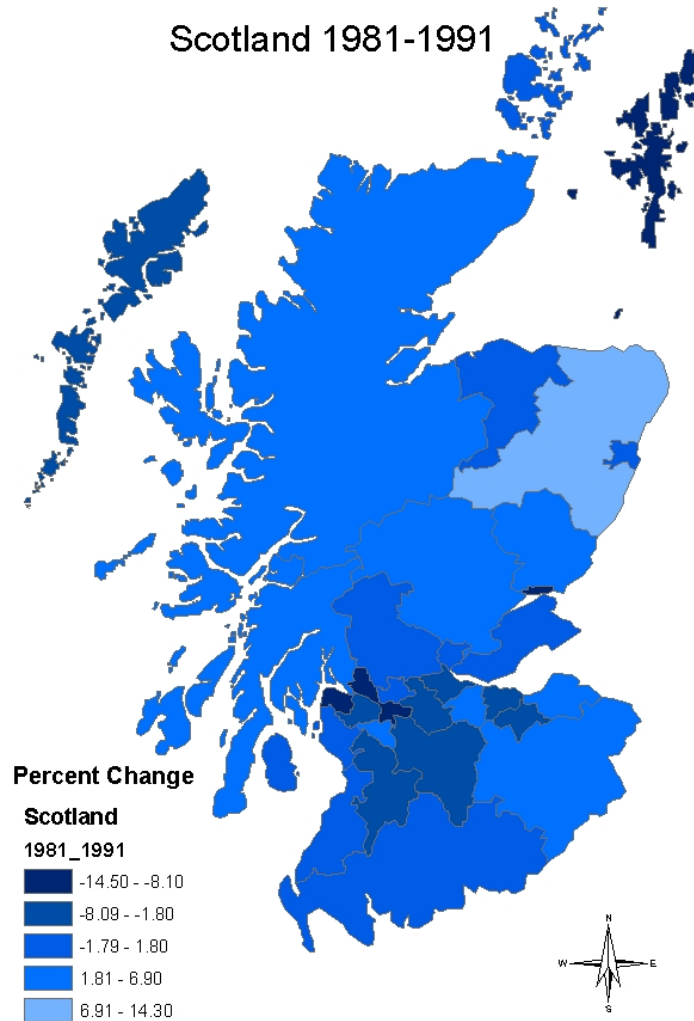 Scotland 1981-1991
Percent Change
Scotland
1981_1991
-14.50 - -8.10
-8.09 - -1.80
-1.79 - 1.80
1.81 - 6.90
6.91 - 14.30
N
W E
S